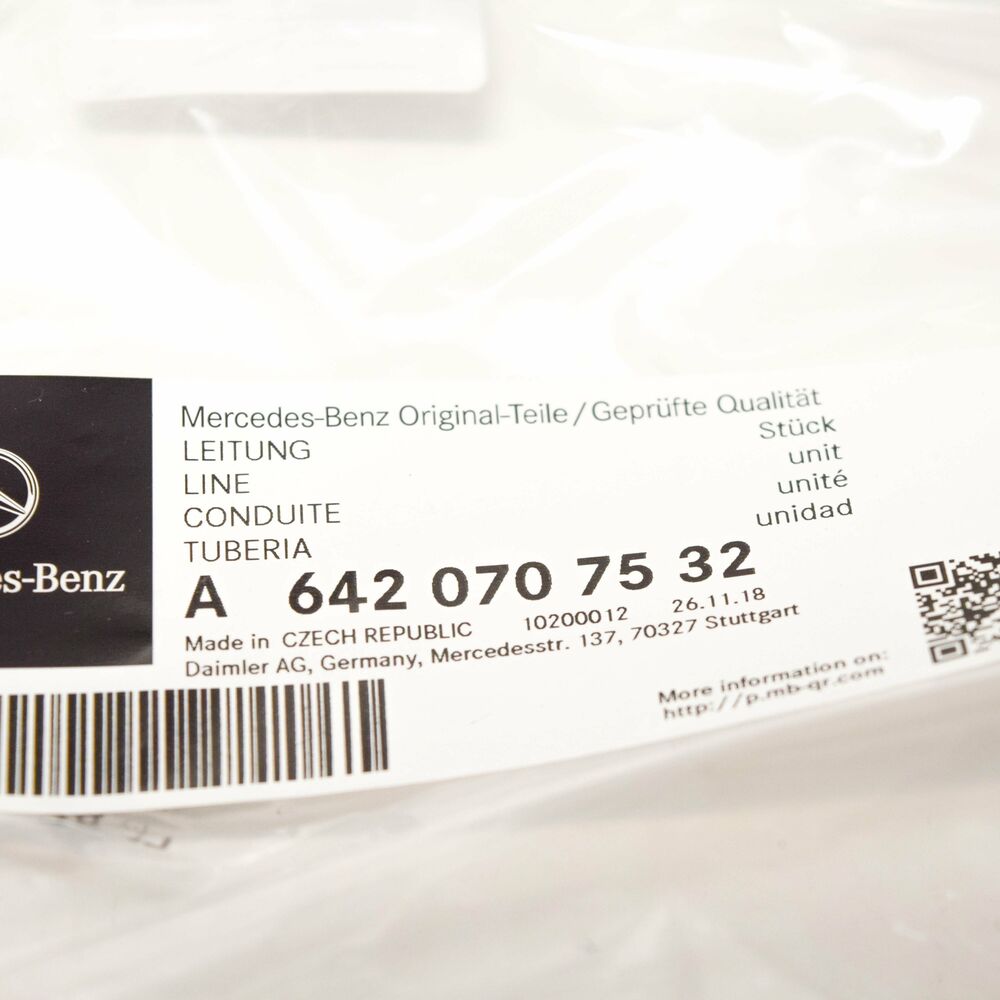 Mercedes-Benz Original-Teile/Geprüfte Qualität
LEITUNG Stück
LINE unit
CONDUITE unité
TUBERIA unidad
A 642 070 75 32
Made in CZECH REPUBLIC 10200012 26.11.18
Daimler AG, Germany, Mercedesstr. 137, 70327 Stuttgart
es-Benz
More information on:
http://p.mb-qr.com